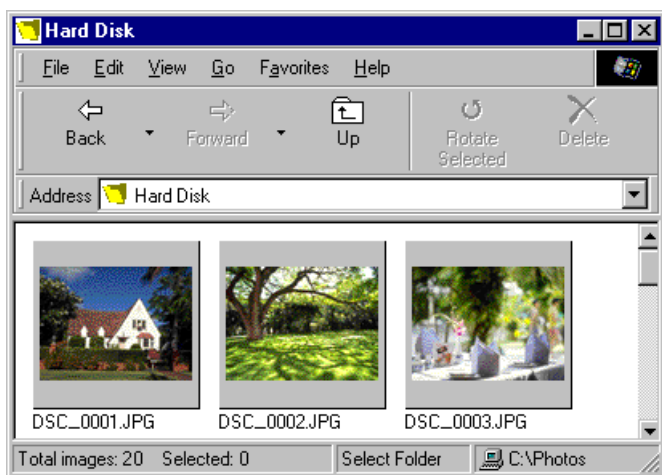 Hard Disk
File Edit View Go Favorites Help
Back Forward Up Rotate Selected Delete
Address Hard Disk
DSC_0001.JPG DSC_0002.JPG DSC_0003.JPG
Total images: 20 Selected: 0 Select Folder C:\Photos